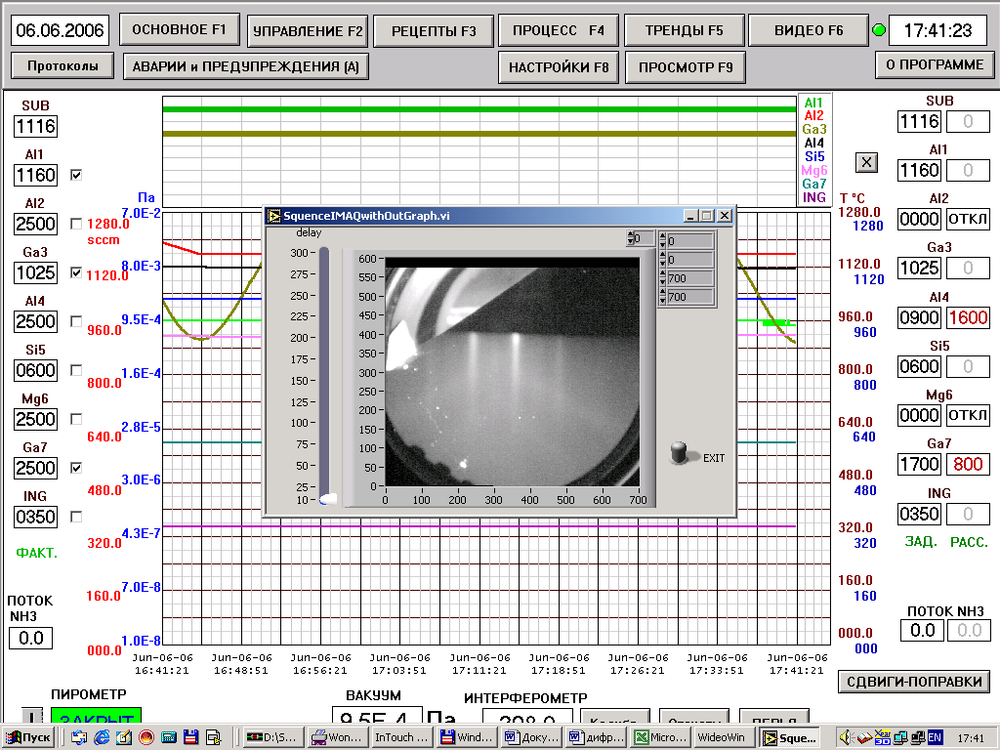 06.06.2006 ОСНОВНОЕ F1 УПРАВЛЕНИЕ F2 РЕЦЕПТЫ F3 ПРОЦЕСС F4 ТРЕНДЫ F5 ВИДЕО F6 17:41:23
Протоколы АВАРИИ и ПРЕДУПРЕЖДЕНИЯ (А) НАСТРОЙКИ F8 ПРОСМОТР F9 О ПРОГРАММЕ
SUB
1116
Al1
1160
Al2
2500
Ga3
1025
Al4
2500
Si5
0600
Mg6
2500
Ga7
2500
ING
0350
ФАКТ.
ПОТОК
NH3
0.0
1280.0
sccm
1120.0
960.0
800.0
640.0
480.0
320.0
160.0
000.0
Па
7.0E-2
8.0E-3
9.5E-4
1.6E-4
2.8E-5
3.0E-6
4.3E-7
7.0E-8
1.0E-8
Al1
Al2
Ga3
Al4
Si5
Mg6
Ga7
ING
SquenceIMAQwithOutGraph.vi
delay
300
275
250
225
200
175
150
125
100
75
50
25
10
600
550
500
450
400
350
300
250
200
150
100
50
0
0 100 200 300 400 500 600 700
0
0
0
700
700
EXIT
T °C
1280.0
1280
1120.0
1120
960.0
960
800.0
800
640.0
640
480.0
480
320.0
320
160.0
160
000.0
000
SUB
1116 0
Al1
1160 0
Al2
0000 ОТКЛ
Ga3
1025 0
Al4
0900 1600
Si5
0600 0
Mg6
0000 ОТКЛ
Ga7
1700 800
ING
0350 0
ЗАД. РАСС.
ПОТОК NH3
0.0 0.0
СДВИГИ-ПОПРАВКИ
Jun-06-06 Jun-06-06 Jun-06-06 Jun-06-06 Jun-06-06 Jun-06-06 Jun-06-06 Jun-06-06 Jun-06-06
16:41:21 16:48:51 16:56:21 17:03:51 17:11:21 17:18:51 17:26:21 17:33:51 17:41:21
ПИРОМЕТР ВАКУУМ ИНТЕРФЕРОМЕТР
ЗАКРЫТ 9.5E-4 Па
Пуск D:\S... Won... InTouch ... Wind... Доку... дифр... Micro... WideoWin Sque... EN 17:41